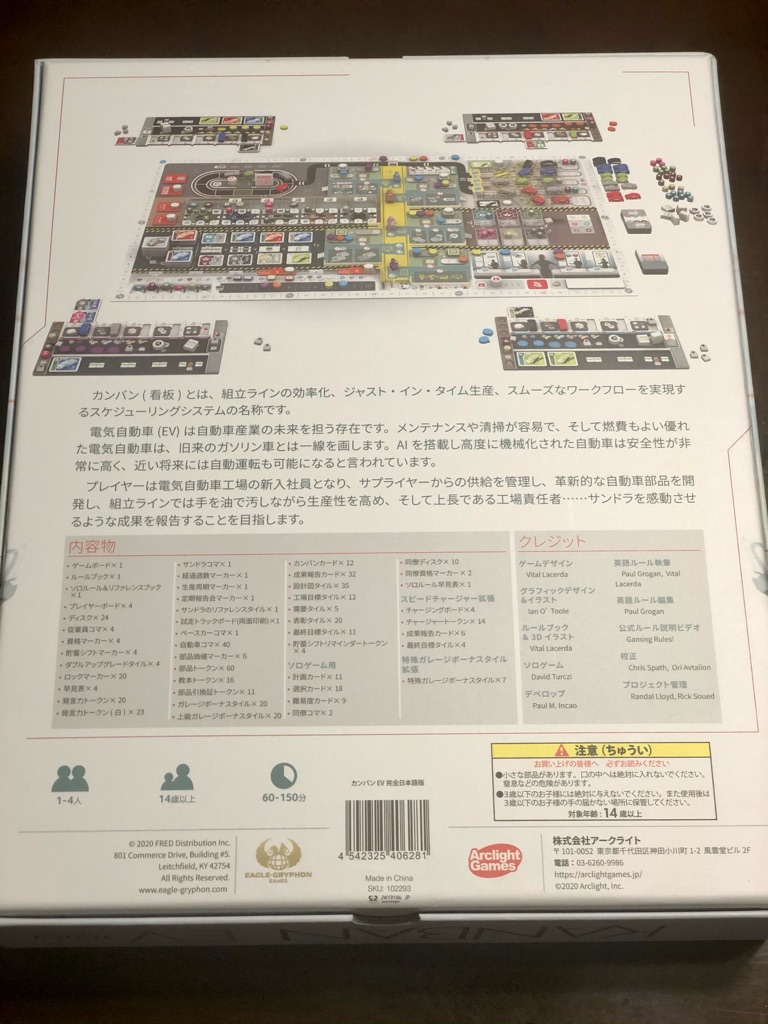 カンバン ( 看板 ) とは、組立ラインの効率化、ジャスト・イン・タイム生産、スムーズなワークフローを実現す
るスケジューリングシステムの名称です。
電気自動車 (EV) は自動車産業の未来を担う存在です。メンテナンスや清掃が容易で、そして燃費もよい優れ
た電気自動車は、旧来のガソリン車とは一線を画します。AI を搭載し高度に機械化された自動車は安全性が非
常に高く、近い将来には自動運転も可能になると言われています。
プレイヤーは電気自動車工場の新入社員となり、サプライヤーからの供給を管理し、革新的な自動車部品を開
発し、組立ラインでは手を油で汚しながら生産性を高め、そして上長である工場責任者……サンドラを感動させ
るような成果を報告することを目指します。
内容物
・ゲームボード× 1
・ルールブック× 1
・ソロルール&リファレンスブック
× 1
・プレイヤーボード× 4
・ディスク× 24
・従業員コマ× 4
・資格マーカー× 4
・貯蓄シフトマーカー× 4
・ダブルアップグレードタイル× 4
・ロックマーカー× 20
・早見表× 4
・発言力トークン× 20
・発言力トークン ( 白 ) × 23
・サンドラコマ× 1
・経過週数マーカー× 1
・生産周期マーカー× 1
・定期報告会マーカー× 1
・サンドラのリファレンスタイル× 1
・試走トラックボード(両面印刷)×1
・ペースカーコマ× 1
・自動車コマ× 40
・部品価値マーカー× 6
・部品トークン× 60
・教本トークン× 16
・部品引換証トークン× 11
・ガレージボーナスタイル× 20
・上級ガレージボーナスタイル× 20
・カンバンカード× 12
・成果報告カード× 32
・設計図タイル× 35
・工場目標タイル× 12
・需要タイル× 5
・表彰タイル× 20
・最終目標タイル× 11
・貯蓄シフトリマインダートークン
× 4
ソロゲーム用
・計画カード× 11
・選択カード× 18
・難易度カード× 9
・同僚コマ× 2
・同僚ディスク× 10
・同僚資格マーカー× 2
・ソロルール早見表× 1
スピードチャージャー拡張
・チャージングボード×4
・チャージャートークン× 14
・成果報告カード×6
・最終目標タイル× 4
特殊ガレージボーナスタイル
拡張
・特殊ガレージボーナスタイル× 7
クレジット
ゲームデザイン
Vital Lacerda
グラフィックデザイン
&イラスト
Ian O' Toole
ルールブック
& 3D イラスト
Vital Lacerda
ソロゲーム
David Turczi
デベロップ
Paul M. Incao
英語ルール執筆
Paul Grogan, Vital
Lacerda
英語ルール編集
Paul Grogan
公式ルール説明ビデオ
Gaming Rules!
校正
Chris Spath, Ori Avtalion
プロジェクト管理
Randal Lloyd, Rick Soued
1-4人
14歳以上
60-150分
カンバン EV 完全日本語版
4 542325 406281
Made in China
SKU: 102293
注意 (ちゅうい)
お買い上げの皆様へ 必ずお読みください
●小さな部品があります。口の中へは絶対に入れないでください。
窒息などの危険があります。
●3歳以下のお子様には絶対に与えないでください。また使用後は
3歳以下のお子様の手の届かない場所に保管してください。
対象年齢:14 歳以上
© 2020 FRED Distribution Inc.
801 Commerce Drive, Building #5.
Leitchfield, KY 42754
All Rights Reserved.
www.eagle-gryphon.com
EAGLE-GRYPHON
GAMES
Arclight
Games
株式会社アークライト
〒101-0052 東京都千代田区神田小川町 1-2 風雲堂ビル 2F
電話:03-6260-9986
https://arclightgames.jp/
©2020 Arclight, Inc.
KANBAN EV